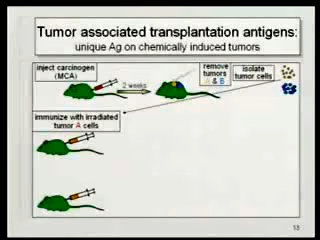 Tumor associated transplantation antigens:
unique Ag on chemically induced tumors
inject carcinogen
(MCA)
2 weeks
remove
tumors
A & B
isolate
tumor cells
immunize with irradiated
tumor A cells
13